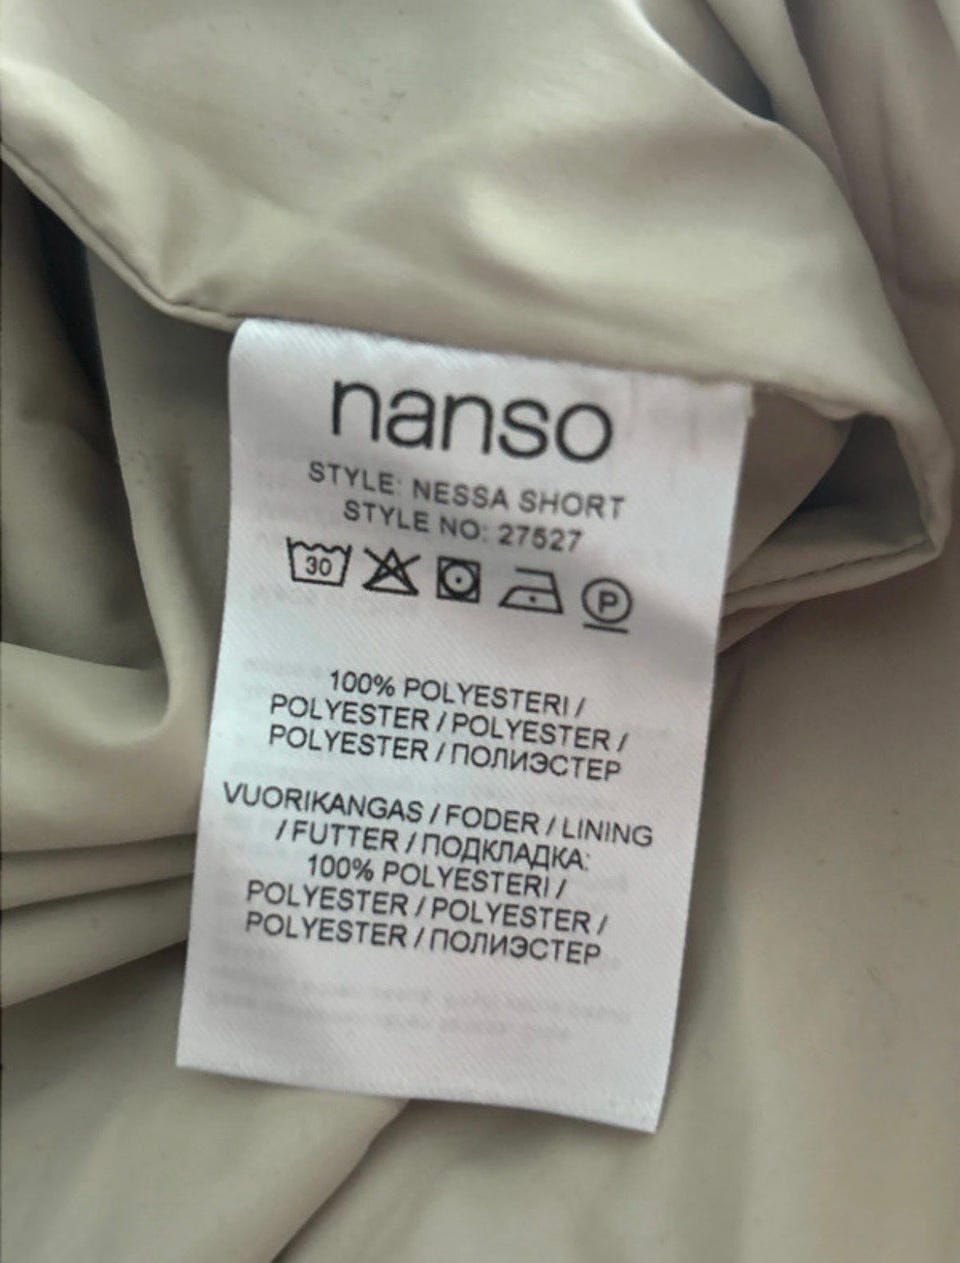 nanso
STYLE: NESSA SHORT
STYLE NO: 27527
30
P
100% POLYESTERI /
POLYESTER / POLYESTER /
POLYESTER / ПОЛИЭСТЕР
VUORIKANGAS / FODER / LINING
/ FUTTER / ПОДКЛАДКА:
100% POLYESTERI /
POLYESTER / POLYESTER /
POLYESTER / ПОЛИЭСТЕР